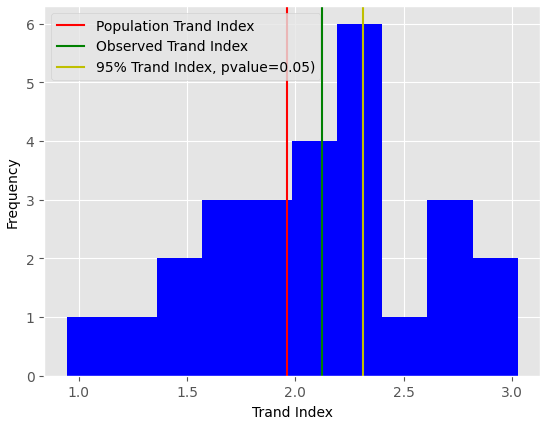 Population Trand Index
Observed Trand Index
95% Trand Index, pvalue=0.05)
6
5
4
3
2
1
0
Frequency
1.0 1.5 2.0 2.5 3.0
Trand Index